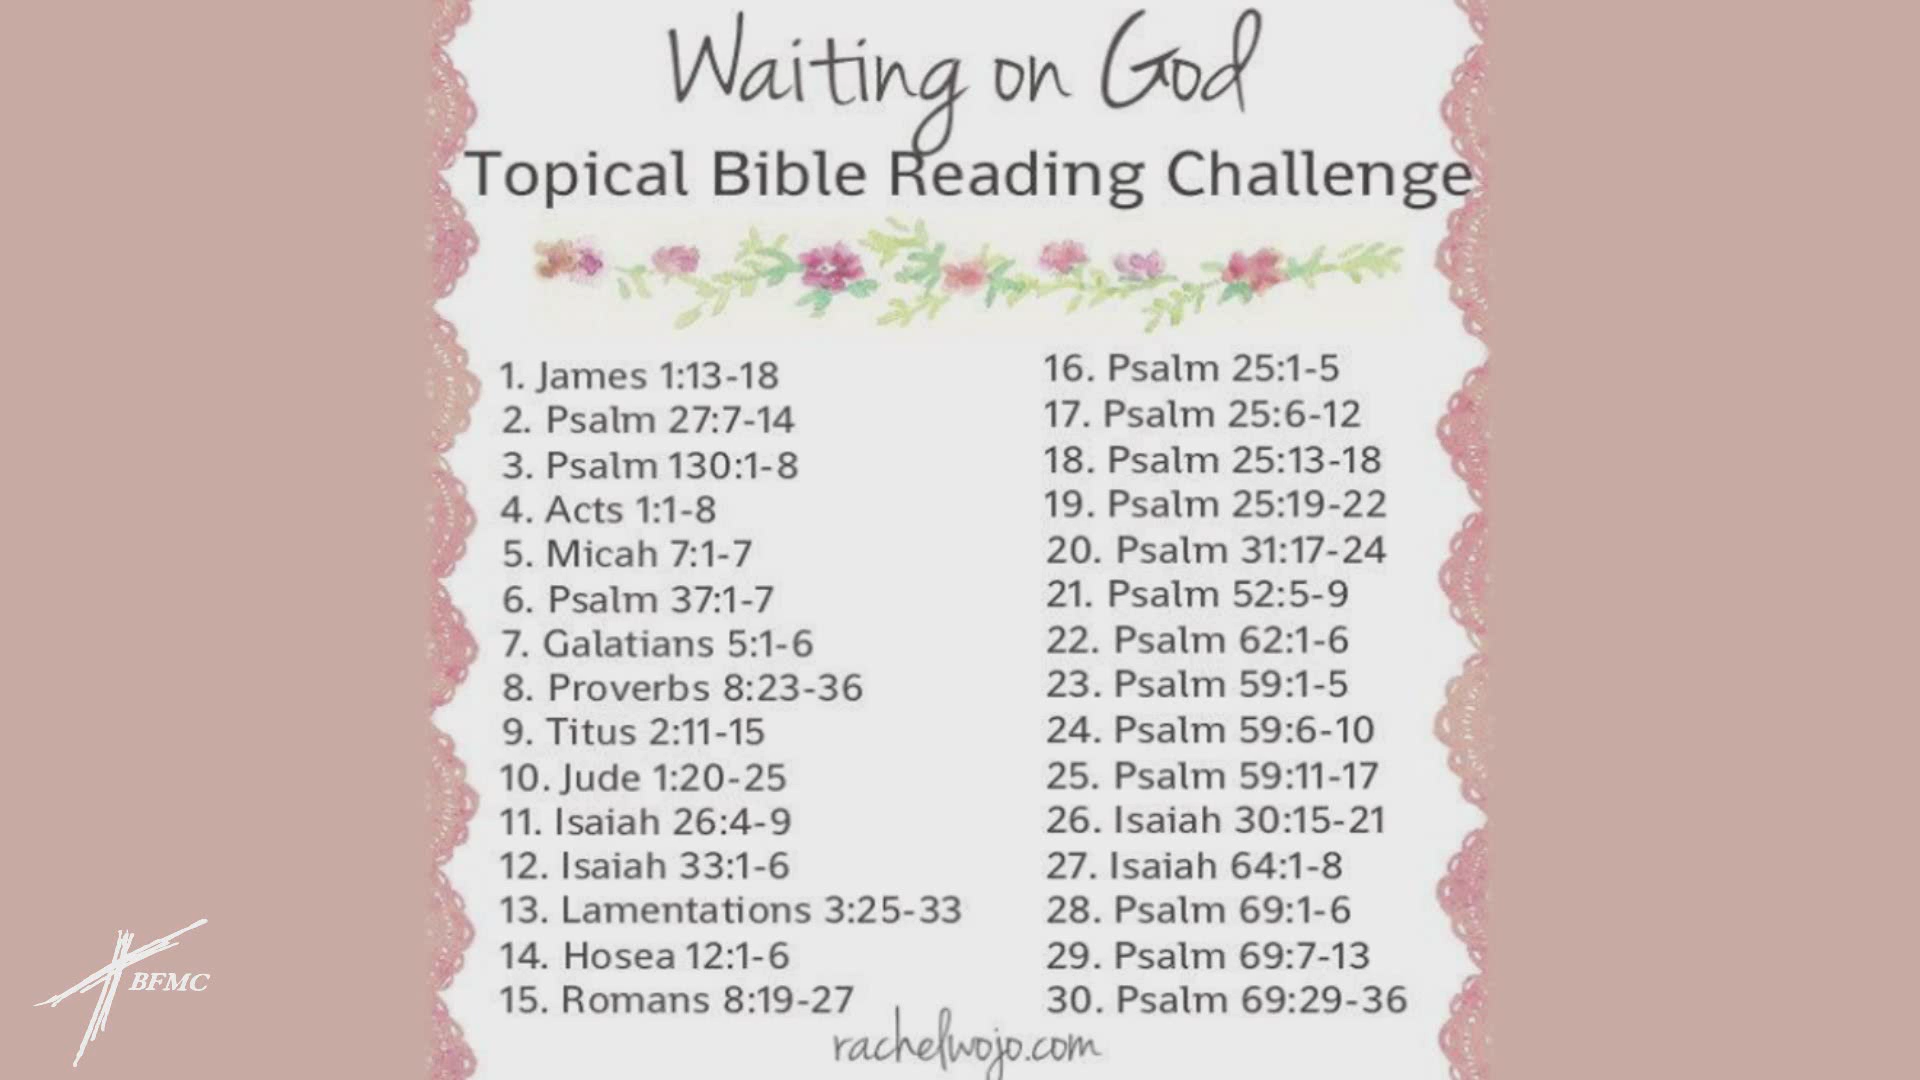 Waiting on God
Topical Bible Reading Challenge
1. James 1:13-18
2. Psalm 27:7-14
3. Psalm 130:1-8
4. Acts 1:1-8
5. Micah 7:1-7
6. Psalm 37:1-7
7. Galatians 5:1-6
8. Proverbs 8:23-36
9. Titus 2:11-15
10. Jude 1:20-25
11. Isaiah 26:4-9
12. Isaiah 33:1-6
13. Lamentations 3:25-33
14. Hosea 12:1-6
15. Romans 8:19-27
16. Psalm 25:1-5
17. Psalm 25:6-12
18. Psalm 25:13-18
19. Psalm 25:19-22
20. Psalm 31:17-24
21. Psalm 52:5-9
22. Psalm 62:1-6
23. Psalm 59:1-5
24. Psalm 59:6-10
25. Psalm 59:11-17
26. Isaiah 30:15-21
27. Isaiah 64:1-8
28. Psalm 69:1-6
29. Psalm 69:7-13
30. Psalm 69:29-36
rachelwojo.com
BFMC